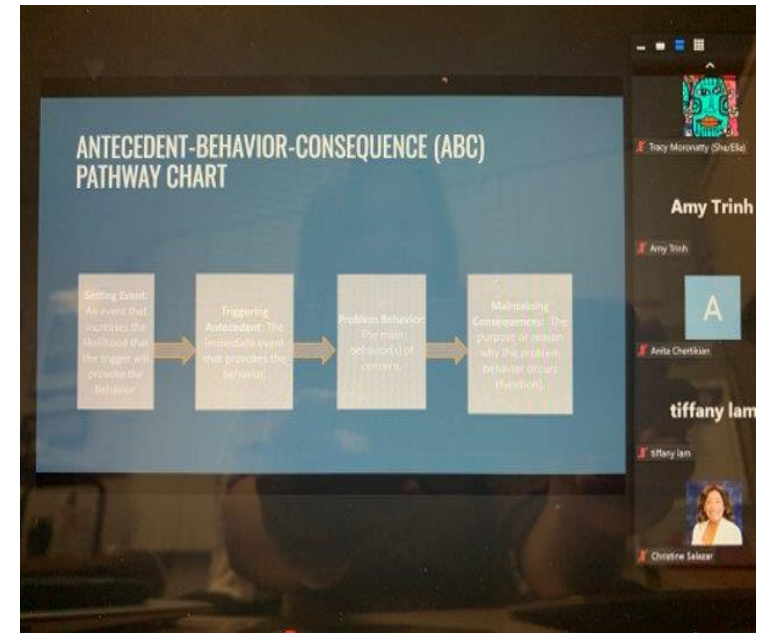 ANTECEDENT-BEHAVIOR-CONSEQUENCE (ABC)
PATHWAY CHART
Setting Event:
An event that
increases the
likelihood that
the trigger will
provoke the
behavior.
Triggering
Antecedent: The
immediate event
that provokes the
behavior.
Problem Behavior:
The main
behavior(s) of
concern.
Maintaining
Consequences: The
purpose or reason
why the problem
behavior occurs
(function).
Tracy Moronatty (She/Ella)
Amy Trinh
Amy Trinh
A
Anita Chertikian
tiffany lam
tiffany lam
Christine Salazar